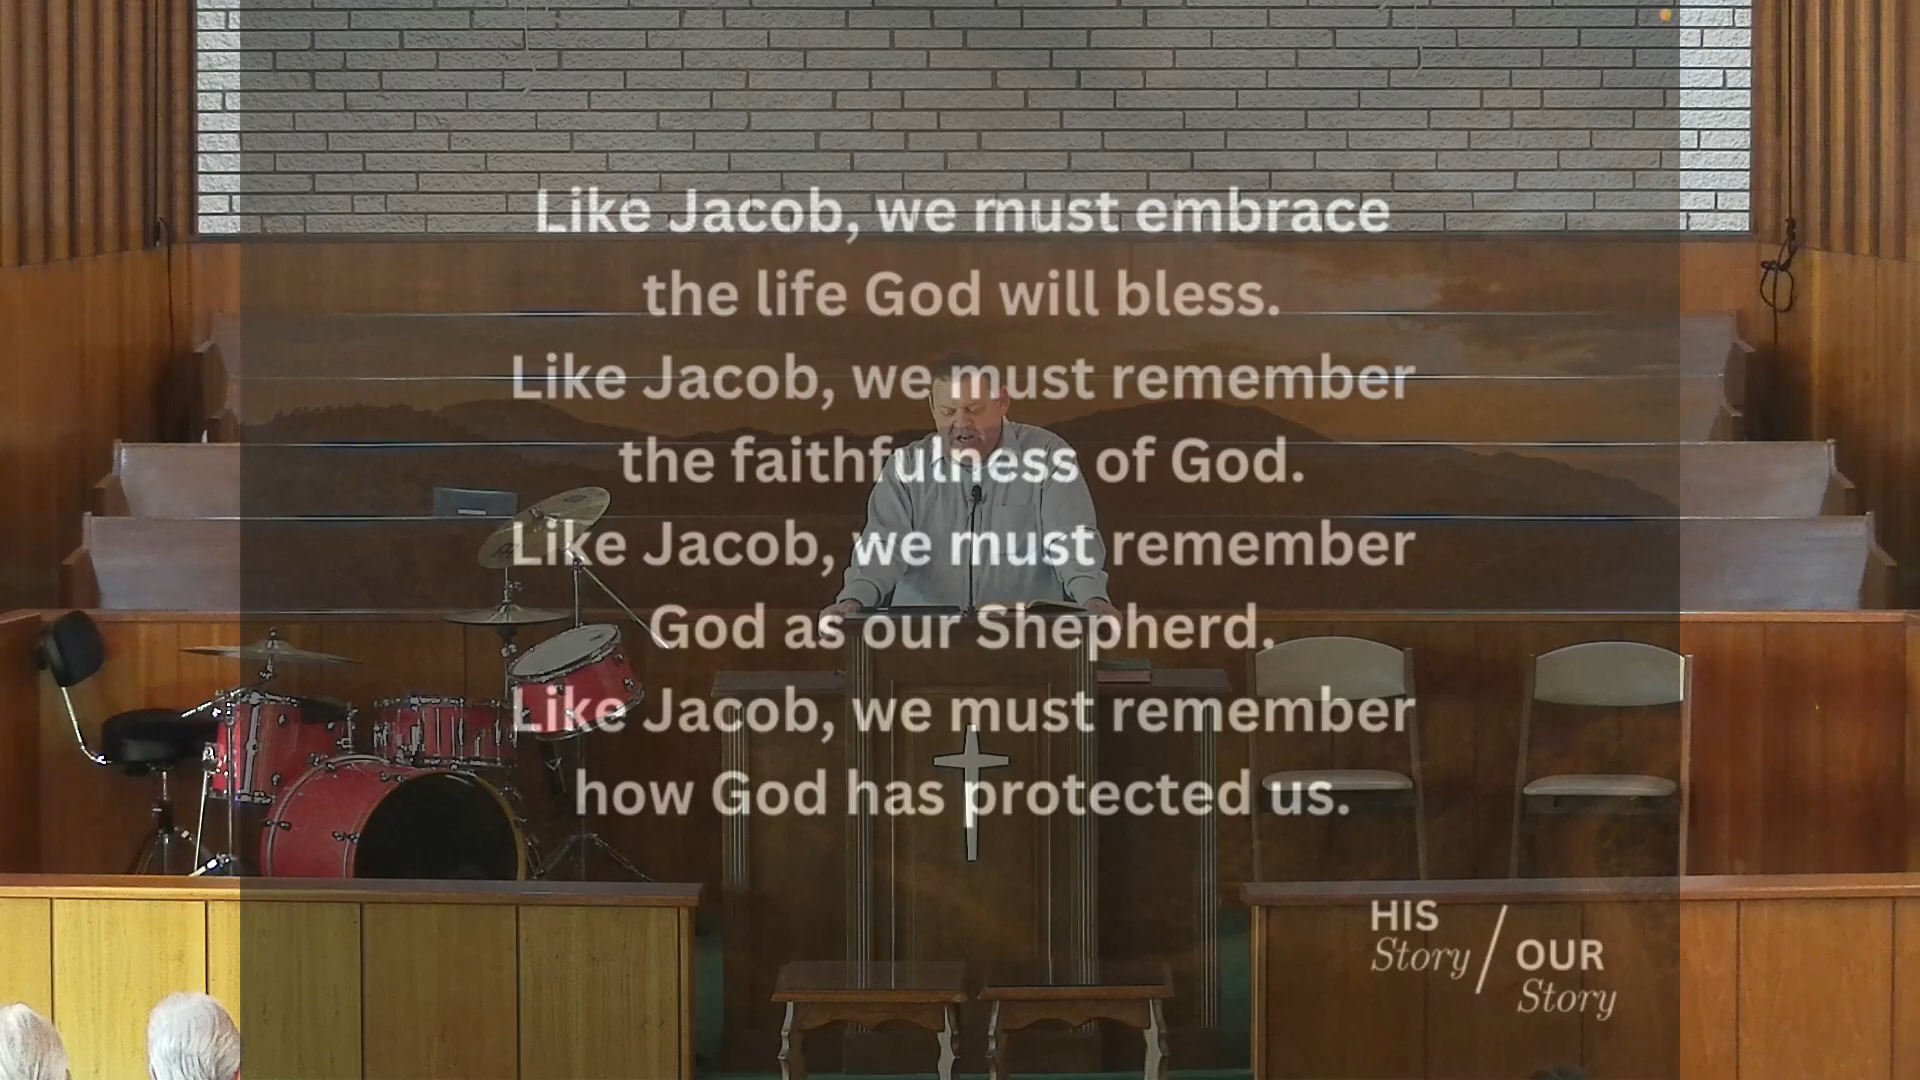 Like Jacob, we must embrace
the life God will bless.
Like Jacob, we must remember
the faithfulness of God.
Like Jacob, we must remember
God as our Shepherd.
Like Jacob, we must remember
how God has protected us.
HIS
Story / OUR
Story